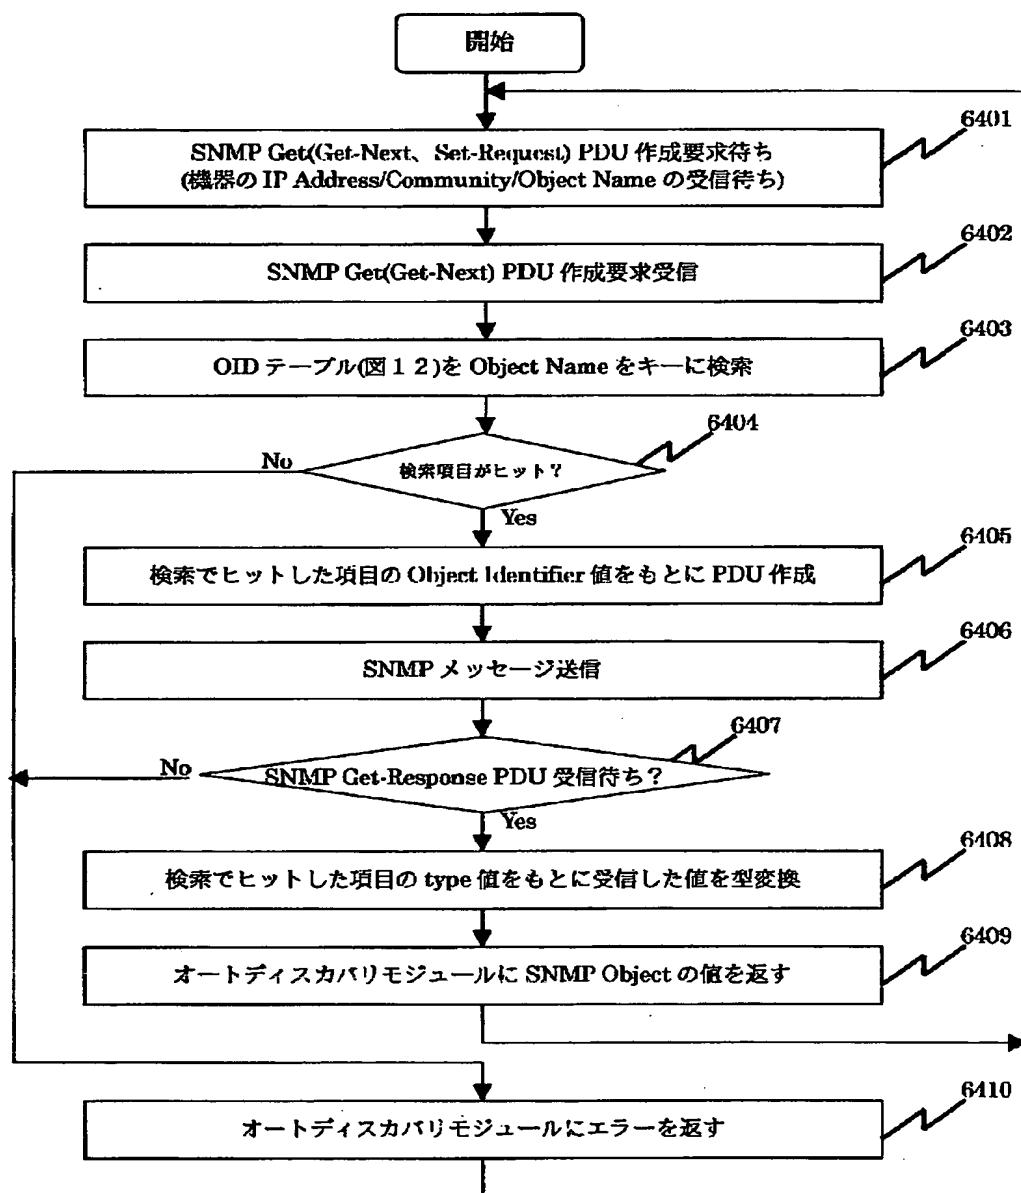 開始
6401
SNMP Get(Get-Next、Set-Request) PDU 作成要求待ち
(機器の IP Address/Community/Object Name の受信待ち)
6402
SNMP Get(Get-Next) PDU 作成要求受信
6403
OID テーブル(図１２)を Object Name をキーに検索
6404
No
検索項目がヒット?
Yes
6405
検索でヒットした項目の Object Identifier 値をもとに PDU 作成
6406
SNMP メッセージ送信
6407
No
SNMP Get-Response PDU 受信待ち?
Yes
6408
検索でヒットした項目の type 値をもとに受信した値を型変換
6409
オートディスカバリモジュールに SNMP Object の値を返す
6410
オートディスカバリモジュールにエラーを返す